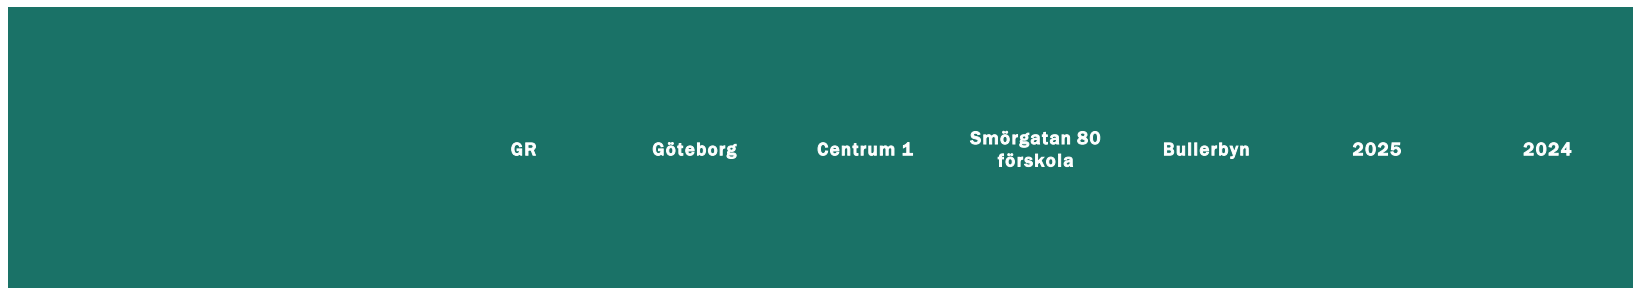 GR
Göteborg
Centrum 1
Smörgatan 80
förskola
Bullerbyn
2025
2024